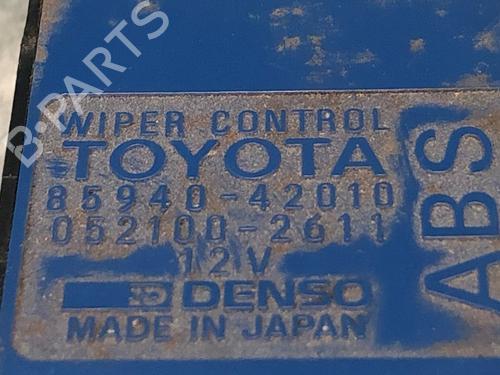 WIPER CONTROL
TOYOTA
85940-42010
052100-2611
12V
DENSO
MADE IN JAPAN
ABS
B-PARTS